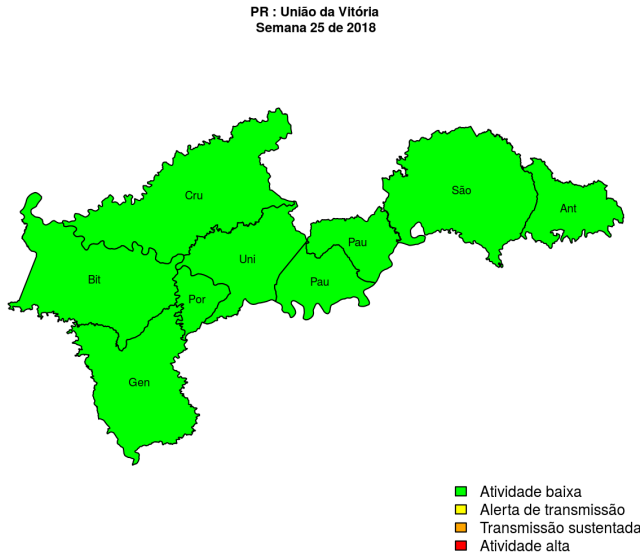 PR : União da Vitória
Semana 25 de 2018
Cru
São
Ant
Pau
Uni
Bit
Pau
Por
Gen
Atividade baixa
Alerta de transmissão
Transmissão sustentada
Atividade alta